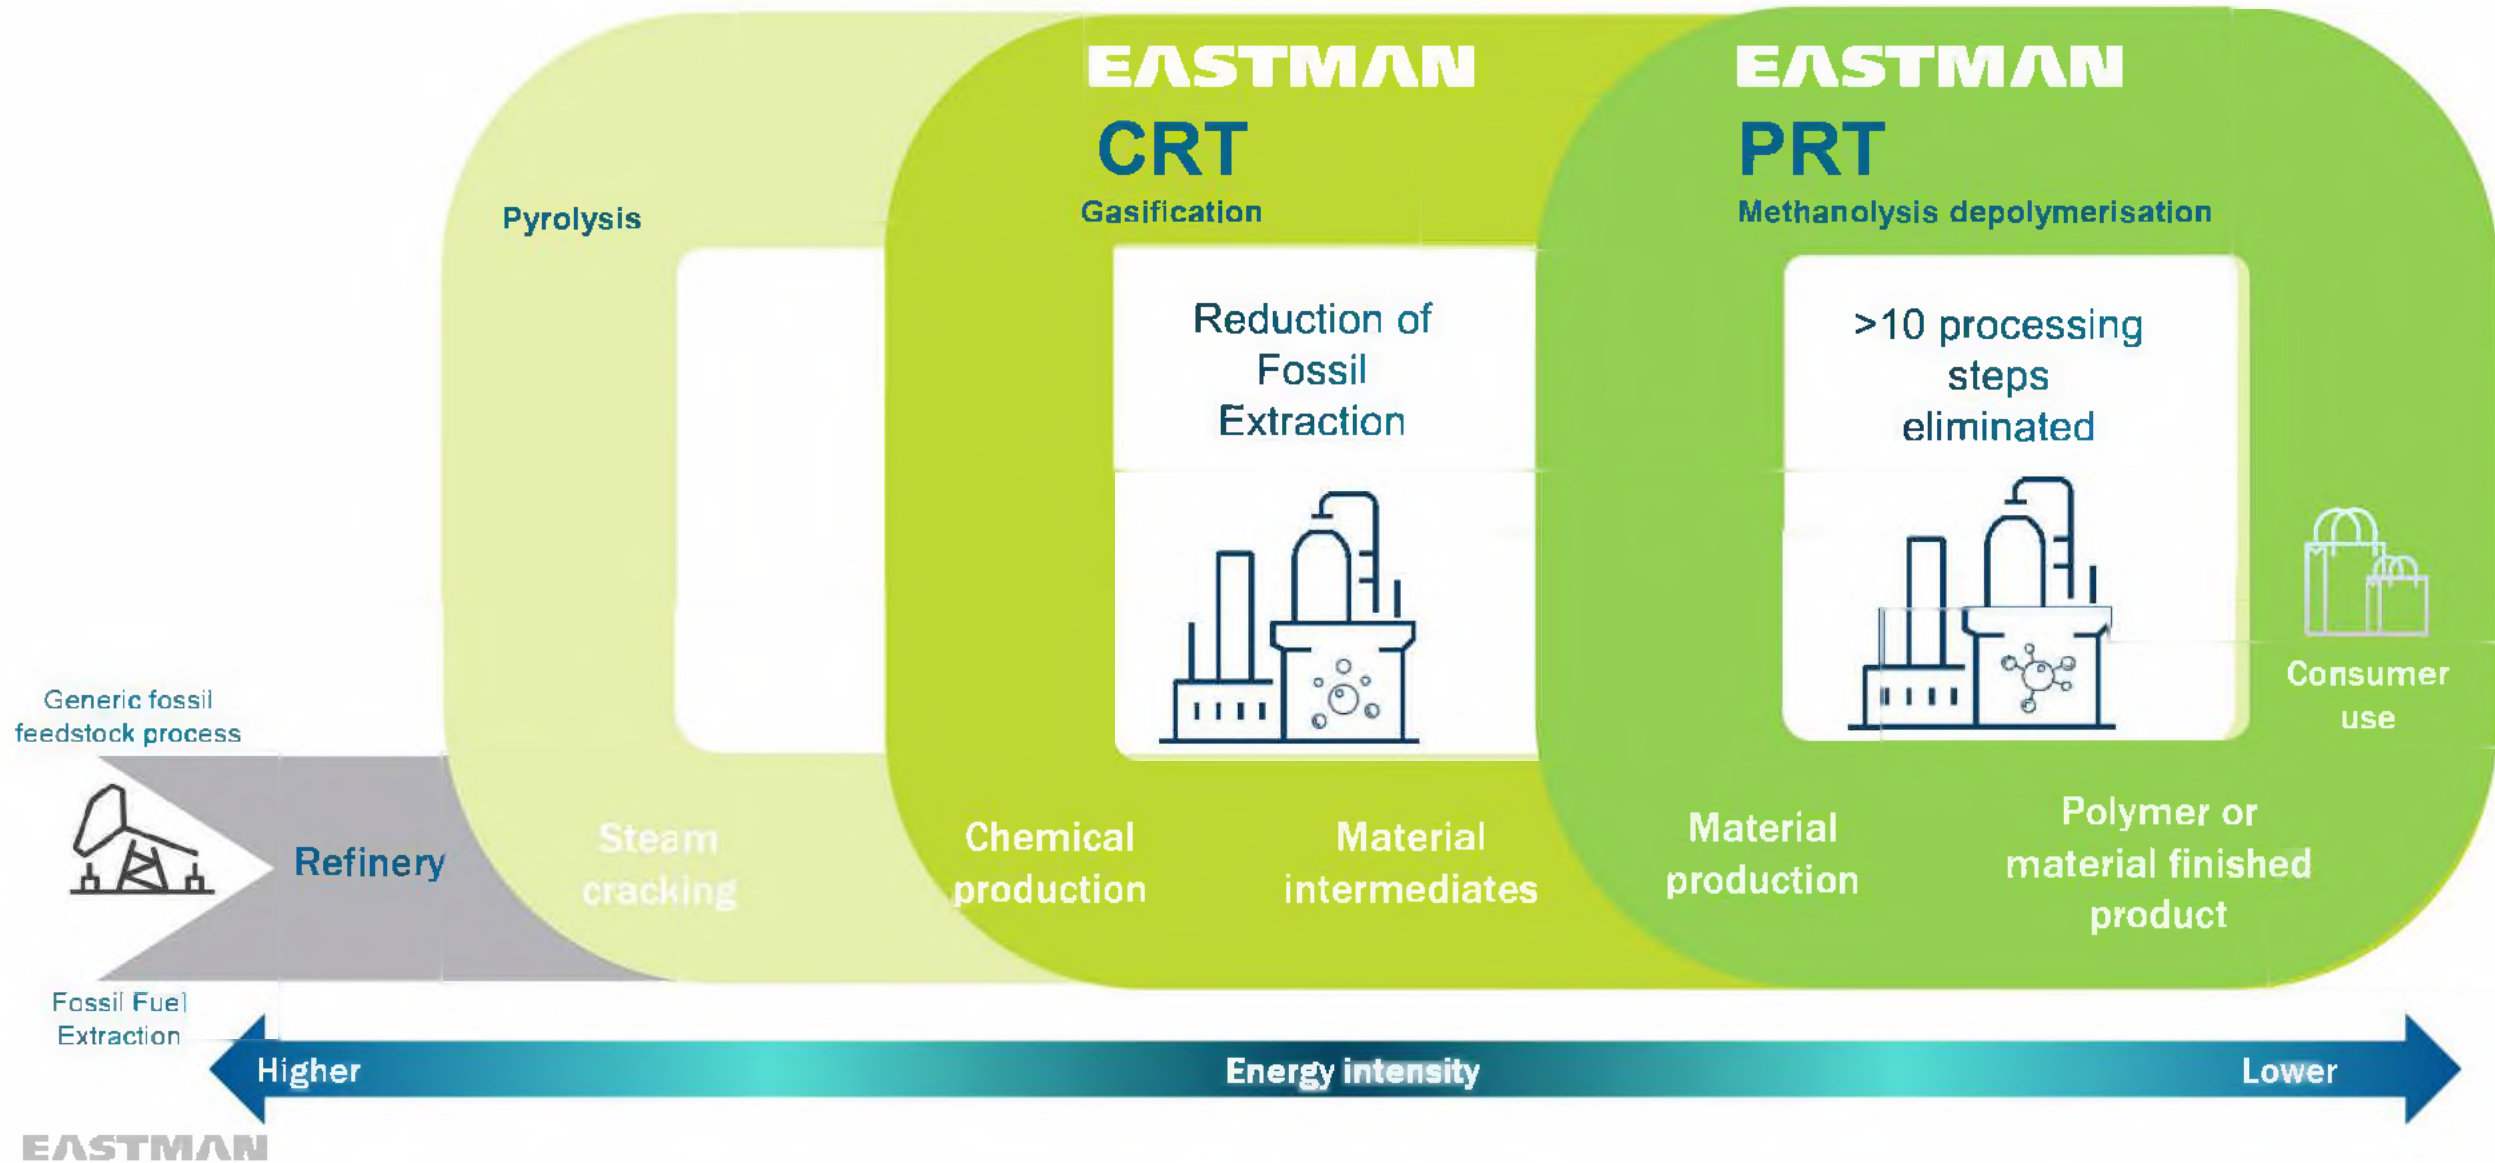 EASTMAN
CRT
Gasification
EASTMAN
PRT
Methanolysis depolymerisation
Pyrolysis
Reduction of
Fossil
Extraction
>10 processing
steps
eliminated
Consumer
use
Generic fossil
feedstock process
Refinery
Steam
cracking
Chemical
production
Material
intermediates
Material
production
Polymer or
material finished
product
Fossil Fuel
Extraction
Higher
Energy intensity
Lower
EASTMAN